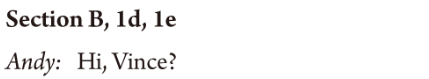 Section B, 1d, 1e
Andy: Hi, Vince?